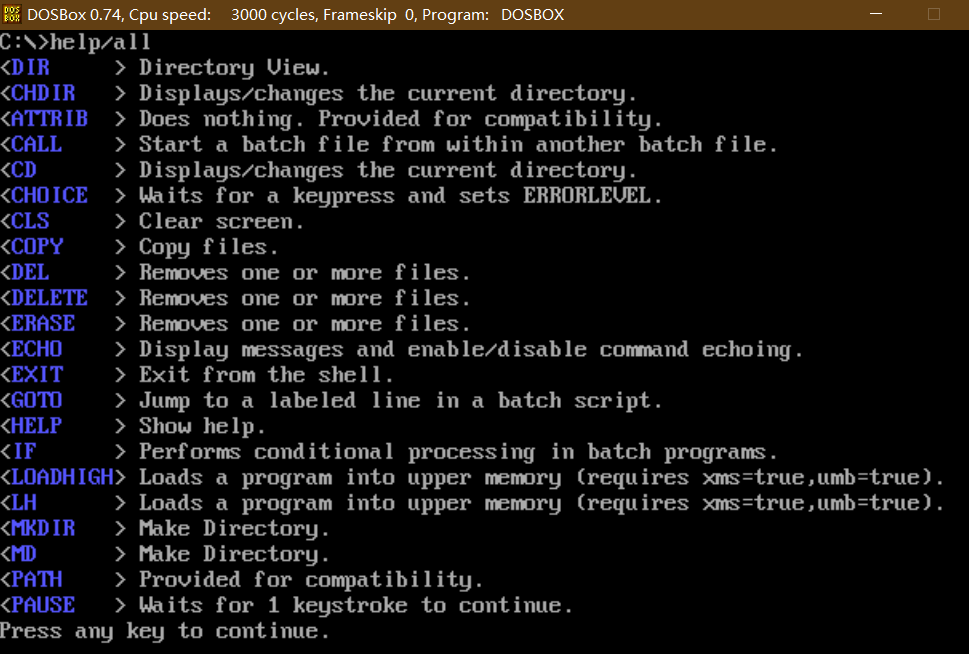 DOS BOX DOSBox 0.74, Cpu speed: 3000 cycles, Frameskip 0, Program: DOSBOX
C:\>help/all
<DIR     > Directory View.
<CHDIR   > Displays/changes the current directory.
<ATTRIB  > Does nothing. Provided for compatibility.
<CALL    > Start a batch file from within another batch file.
<CD      > Displays/changes the current directory.
<CHOICE  > Waits for a keypress and sets ERRORLEVEL.
<CLS     > Clear screen.
<COPY    > Copy files.
<DEL     > Removes one or more files.
<DELETE  > Removes one or more files.
<ERASE   > Removes one or more files.
<ECHO    > Display messages and enable/disable command echoing.
<EXIT    > Exit from the shell.
<GOTO    > Jump to a labeled line in a batch script.
<HELP    > Show help.
<IF      > Performs conditional processing in batch programs.
<LOADHIGH> Loads a program into upper memory (requires xms=true,umb=true).
<LH      > Loads a program into upper memory (requires xms=true,umb=true).
<MKDIR   > Make Directory.
<MD      > Make Directory.
<PATH    > Provided for compatibility.
<PAUSE   > Waits for 1 keystroke to continue.
Press any key to continue.